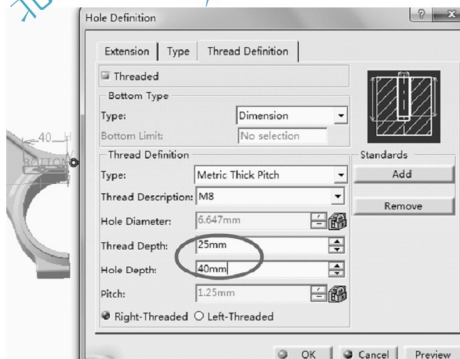 Hole Definition
Extension Type Thread Definition
Threaded
Bottom Type
Type: Dimension
Bottom Limit: No selection
Thread Definition Standards
Type: Metric Thick Pitch Add
Thread Description: M8 Remove
Hole Diameter: 6.647mm
Thread Depth: 25mm
Hole Depth: 40mm
Pitch: 1.25mm
Right-Threaded Left-Threaded
OK Cancel Preview
40